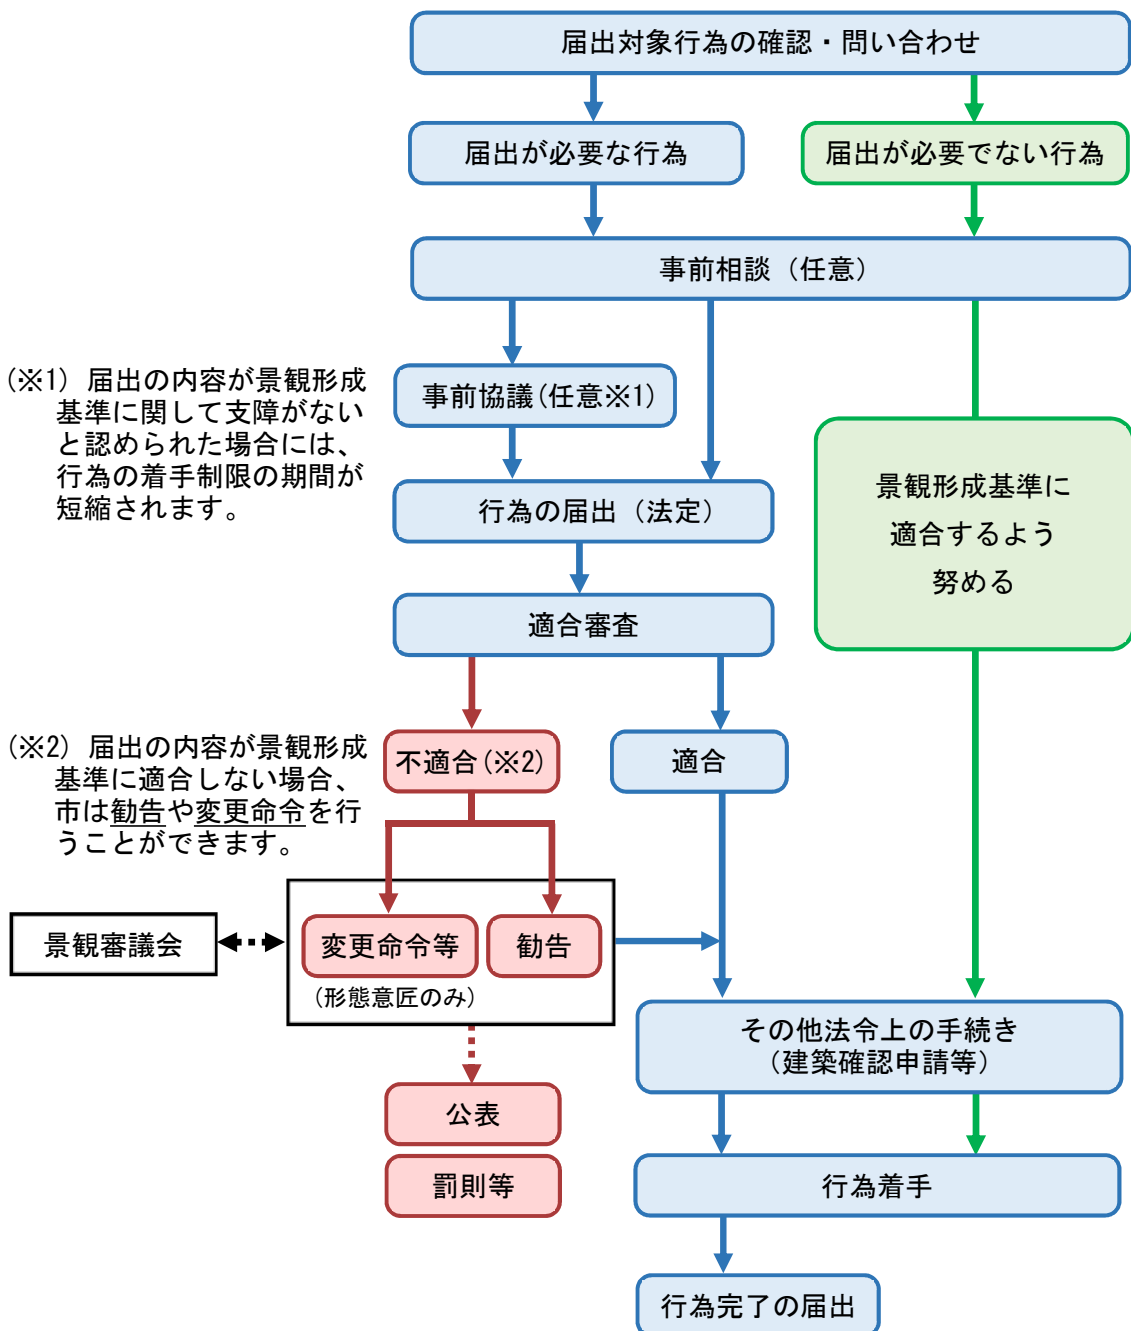 届出対象行為の確認・問い合わせ
届出が必要な行為
届出が必要でない行為
事前相談（任意）
(※1) 届出の内容が景観形成
基準に関して支障がない
と認められた場合には、
行為の着手制限の期間が
短縮されます。
事前協議(任意※1)
行為の届出（法定）
景観形成基準に
適合するよう
努める
適合審査
(※2) 届出の内容が景観形成
基準に適合しない場合、
市は勧告や変更命令を行
うことができます。
不適合(※2)
適合
景観審議会
変更命令等
(形態意匠のみ)
勧告
その他法令上の手続き
（建築確認申請等）
公表
罰則等
行為着手
行為完了の届出